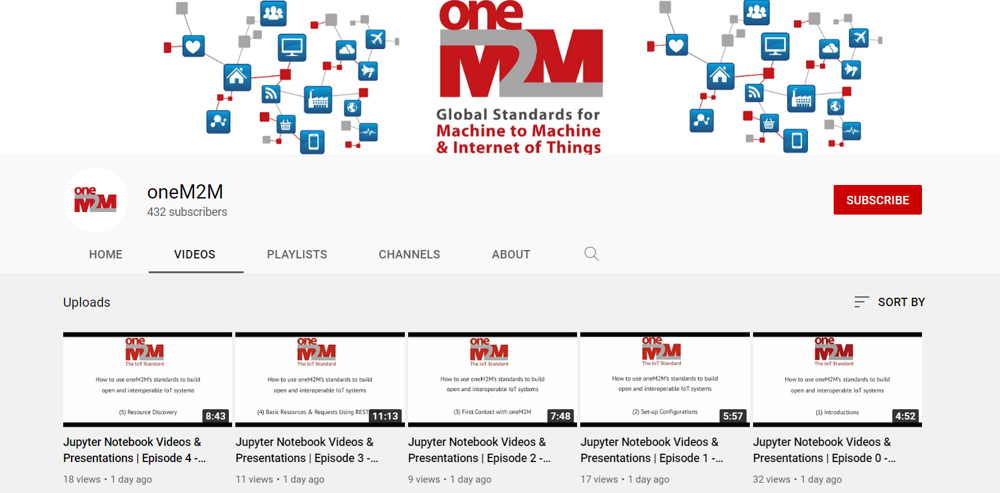 one
M2M
Global Standards for
Machine to Machine
& Internet of Things
one
M2M
oneM2M
432 subscribers
SUBSCRIBE
HOME
VIDEOS
PLAYLISTS
CHANNELS
ABOUT
Uploads
SORT BY
one
M2M
The IoT Standard
How to use oneM2M's standards to build
open and interoperable IoT systems
(5) Resource Discovery
8:43
Jupyter Notebook Videos &
Presentations | Episode 4 -...
18 views • 1 day ago
one
M2M
The IoT Standard
How to use oneM2M's standards to build
open and interoperable IoT systems
(4) Basic Resources & Requests Using REST
11:13
Jupyter Notebook Videos &
Presentations | Episode 3 -...
11 views • 1 day ago
one
M2M
The IoT Standard
How to use oneM2M's standards to build
open and interoperable IoT systems
(3) First Contact with oneM2M
7:48
Jupyter Notebook Videos &
Presentations | Episode 2 -...
9 views • 1 day ago
one
M2M
The IoT Standard
How to use oneM2M's standards to build
open and interoperable IoT systems
(2) Set-up Configurations
5:57
Jupyter Notebook Videos &
Presentations | Episode 1 -...
17 views • 1 day ago
one
M2M
The IoT Standard
How to use oneM2M's standards to build
open and interoperable IoT systems
(1) Introductions
4:52
Jupyter Notebook Videos &
Presentations | Episode 0 -...
32 views • 1 day ago